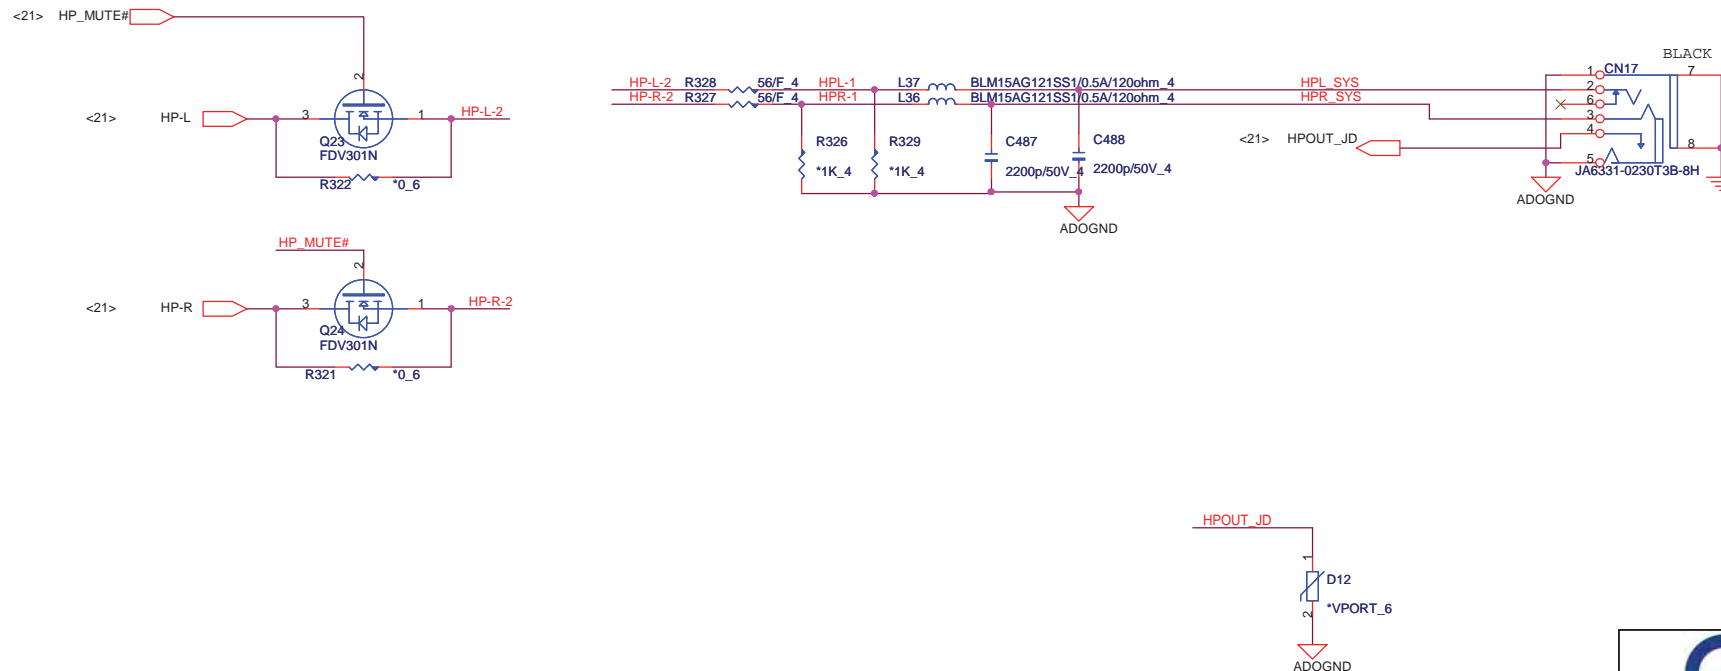 <21> HP_MUTE#
2
<21> HP-L 3 1 HP-L-2
Q23
FDV301N
R322 *0_6
HP_MUTE#
2
<21> HP-R 3 1 HP-R-2
Q24
FDV301N
R321 *0_6
HP-L-2 R328 56/F_4 HPL-1 L37 BLM15AG121SS1/0.5A/120ohm_4 HPL_SYS
HP-R-2 R327 56/F_4 HPR-1 L36 BLM15AG121SS1/0.5A/120ohm_4 HPR_SYS
R326 R329 C487 C488
*1K_4 *1K_4 2200p/50V_4 2200p/50V_4
ADOGND
<21> HPOUT_JD
BLACK
CN17
1
2
6
3
4
5
7
8
JA6331-0230T3B-8H
ADOGND
HPOUT_JD
1
D12
*VPORT_6
2
ADOGND